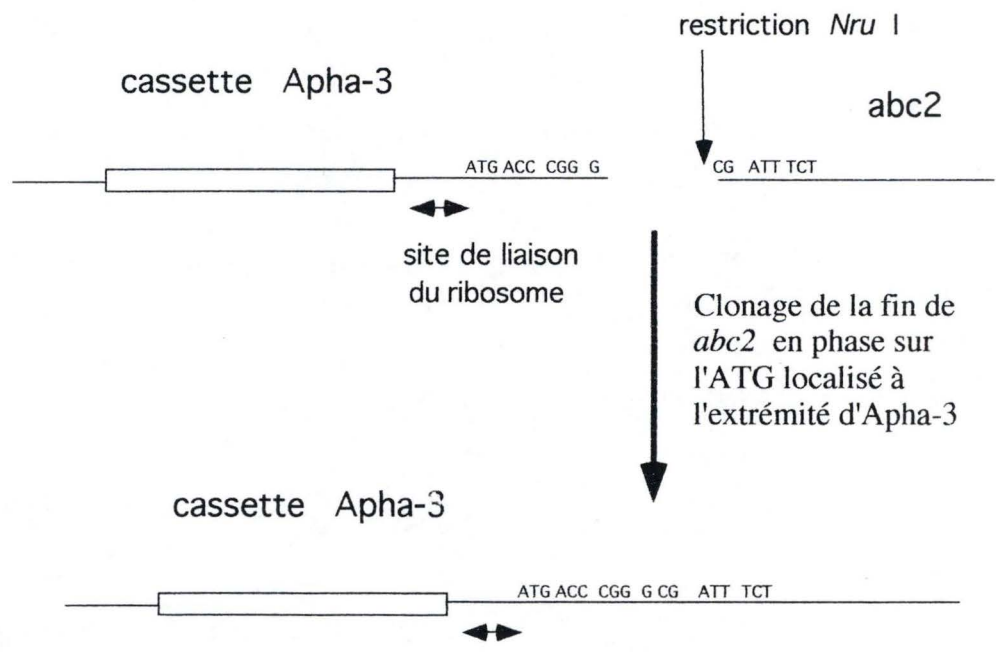 restriction Nru I
cassette Apha-3
abc2
ATG ACC CGG G
CG ATT TCT
site de liaison
du ribosome
Clonage de la fin de
abc2 en phase sur
l'ATG localisé à
l'extrémité d'Apha-3
cassette Apha-3
ATG ACC CGG G CG ATT TCT